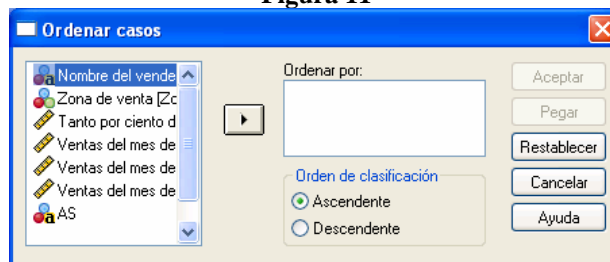 Figura 11
Ordenar casos
Nombre del vende
Zona de venta [Zc
Tanto por ciento d
Ventas del mes de
Ventas del mes de
Ventas del mes de
AS
Ordenar por:
Orden de clasificación
Ascendente
Descendente
Aceptar
Pegar
Restablecer
Cancelar
Ayuda